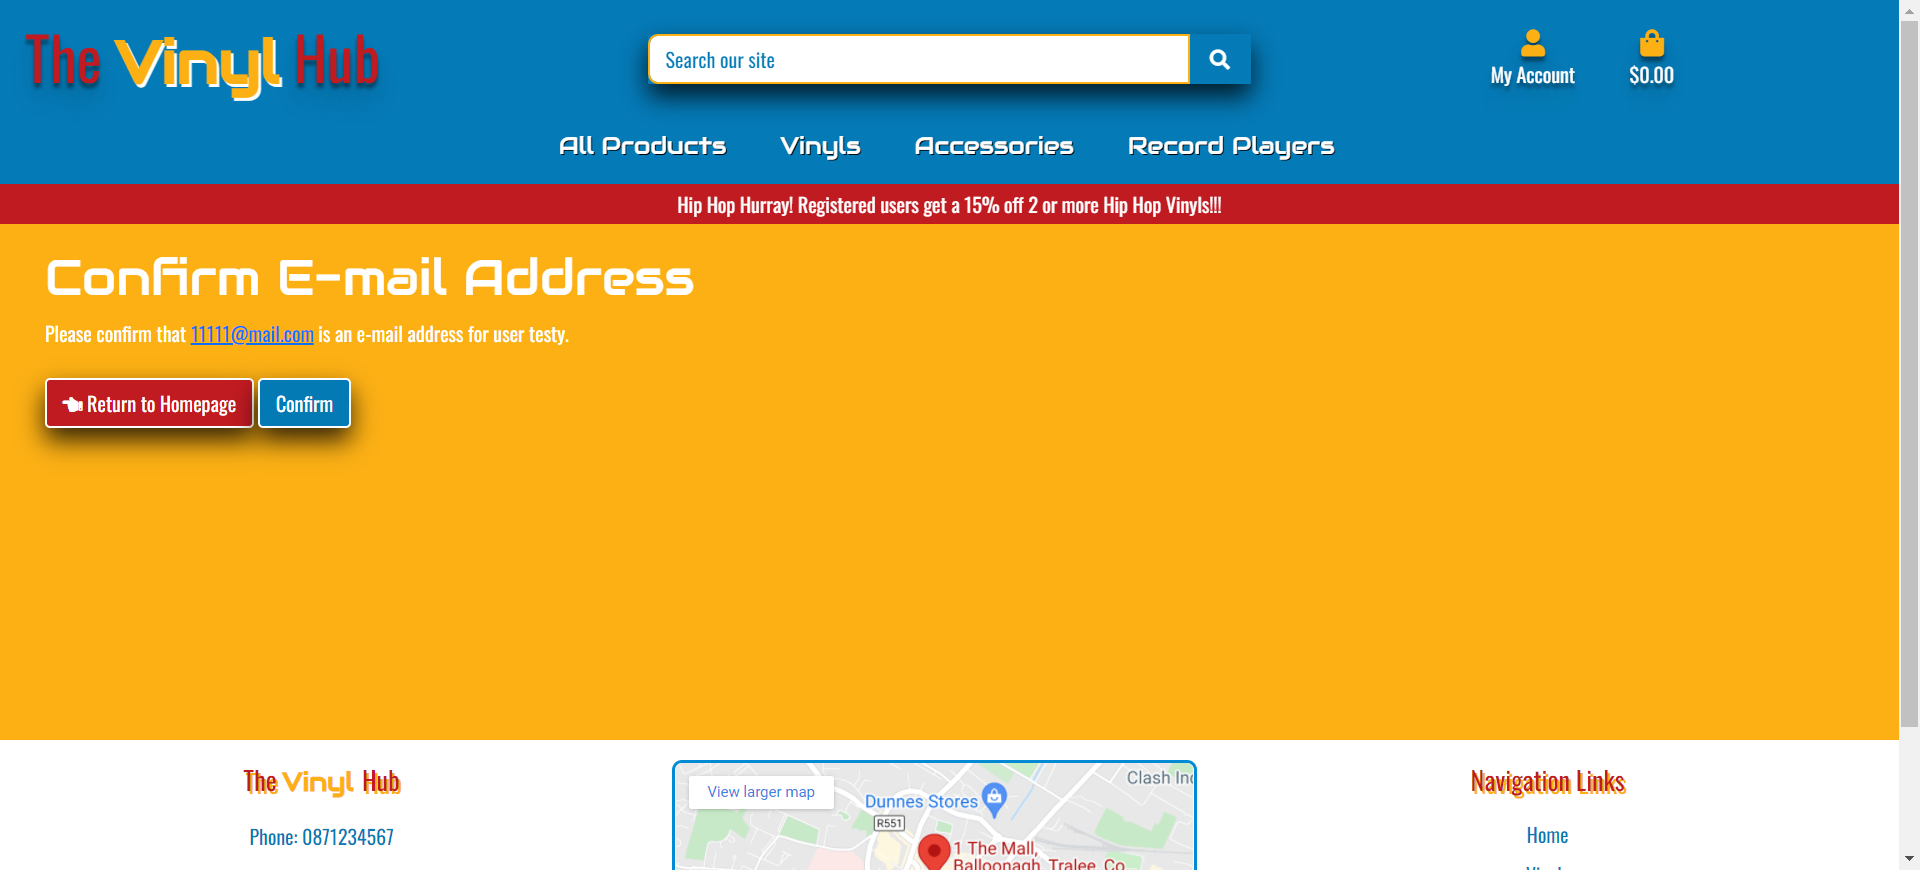 The Vinyl Hub
Search our site
My Account
$0.00
All Products
Vinyls
Accessories
Record Players
Hip Hop Hurray! Registered users get a 15% off 2 or more Hip Hop Vinyls!!!
Confirm E-mail Address
Please confirm that 11111@mail.com is an e-mail address for user testy.
Return to Homepage
Confirm
The Vinyl Hub
Phone: 0871234567
View larger map
Clash Ind
Dunnes Stores
R551
1 The Mall,
Balloonagh, Tralee, Co
Navigation Links
Home